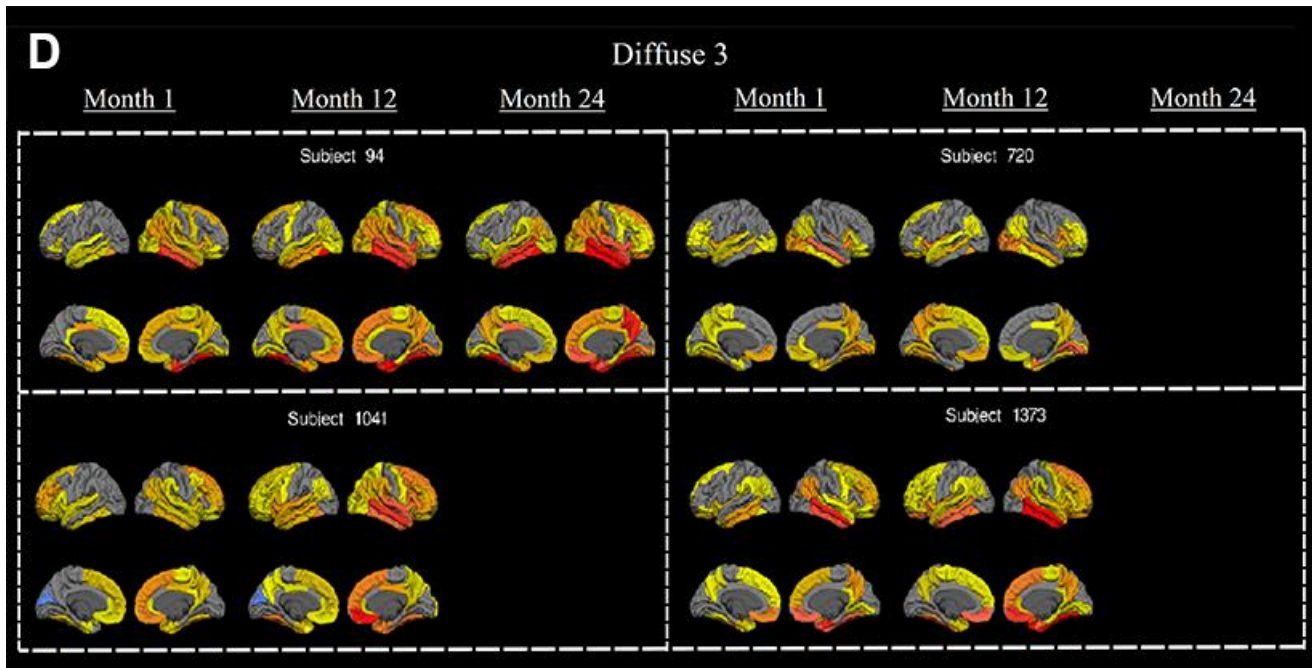 D
Diffuse 3
Month 1 Month 12 Month 24 Month 1 Month 12 Month 24
Subject 94 Subject 720
Subject 1041 Subject 1373